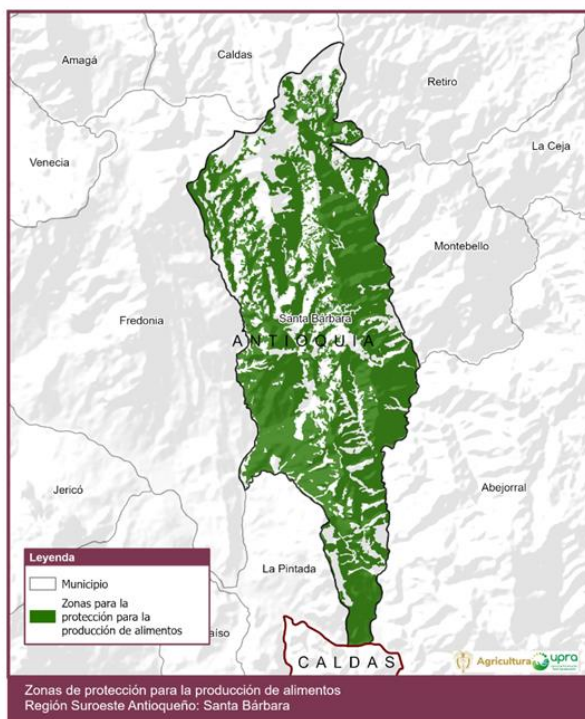 Amagá
Caldas
Retiro
La Ceja
Venecia
Montebello
Fredonia
Santa Bárbara
ANTIOQUIA
Jericó
Abejorral
Leyenda
Municipio
Zonas para la
protección para la
producción de alimentos
La Pintada
aíso
CALDAS
Agricultura upra
Zonas de protección para la producción de alimentos
Región Suroeste Antioqueño: Santa Bárbara